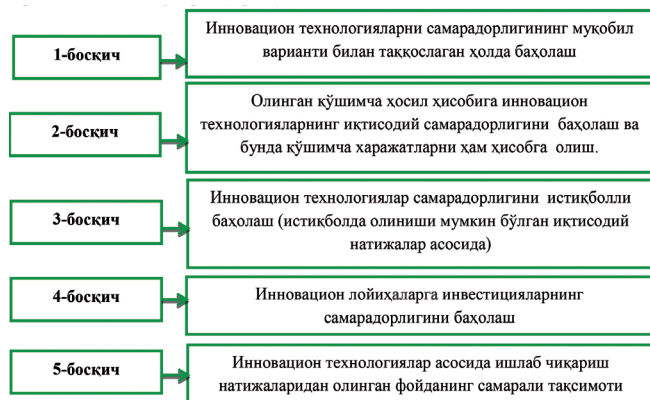 1-босқич
Инновацион технологияларни самарадорлигининг муқобил
варианти билан таққослаган ҳолда баҳолаш
2-босқич
Олинган қўшимча ҳосил ҳисобига инновацион
технологияларнинг иқтисодий самарадорлигини баҳолаш ва
бунда қўшимча харажатларни ҳам ҳисобга олиш.
3-босқич
Инновацион технологиялар самарадорлигини истиқболли
баҳолаш (истиқболда олиниши мумкин бўлган иқтисодий
натижалар асосида)
4-босқич
Инновацион лойиҳаларга инвестицияларнинг
самарадорлигини баҳолаш
5-босқич
Инновацион технологиялар асосида ишлаб чиқариш
натижаларидан олинган фойданинг самарали тақсимоти